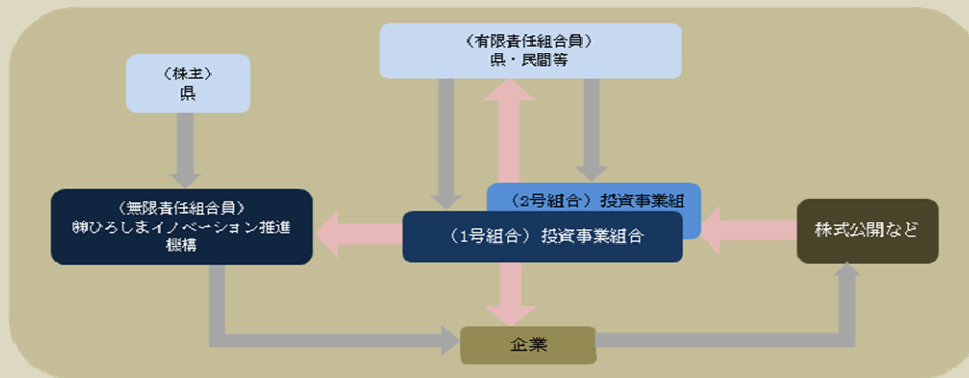 （有限責任組合員）
県・民間等
（株主）
県
（2号組合）投資事業組
（無限責任組合員）
㈱ひろしまイノベーション推進
機構
（1号組合）投資事業組合
株式公開など
企業